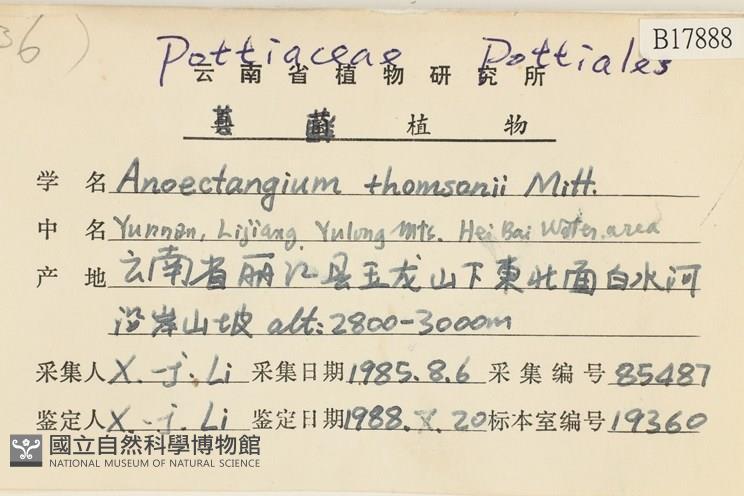 36)
B17888
Pottiaceae Pottiales
云南省植物研究所
植物
学名 Anoectangium thomsonii Mitt.
中名 Yunnan, Lijiang, Yulong Mts. Hei Bai Water area
产地 云南省丽江县玉龙山下東北面白水河
沿岸山坡 alt: 2800-3000m
采集人 X.-j. Li 采集日期 1985.8.6 采集编号 85487
鉴定人 X.-j. Li 鉴定日期 1988.X.20 标本室编号 19360
國立自然科學博物館
NATIONAL MUSEUM OF NATURAL SCIENCE